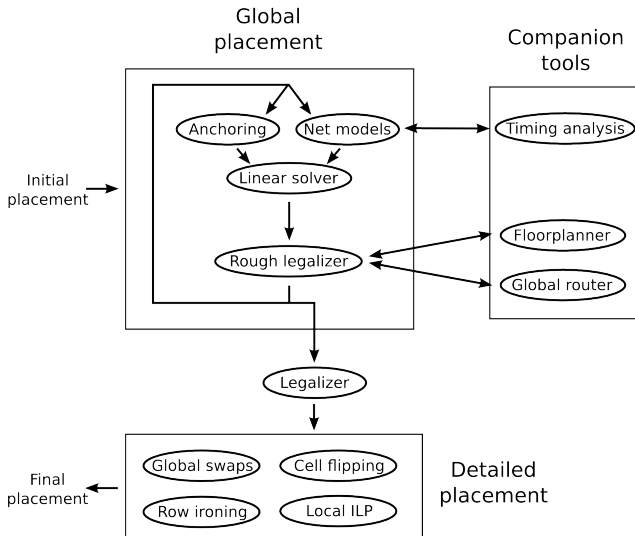 Global
placement
Companion
tools
Anchoring
Net models
Timing analysis
Linear solver
Initial
placement
Floorplanner
Rough legalizer
Global router
Legalizer
Global swaps
Cell flipping
Final
placement
Detailed
placement
Row ironing
Local ILP